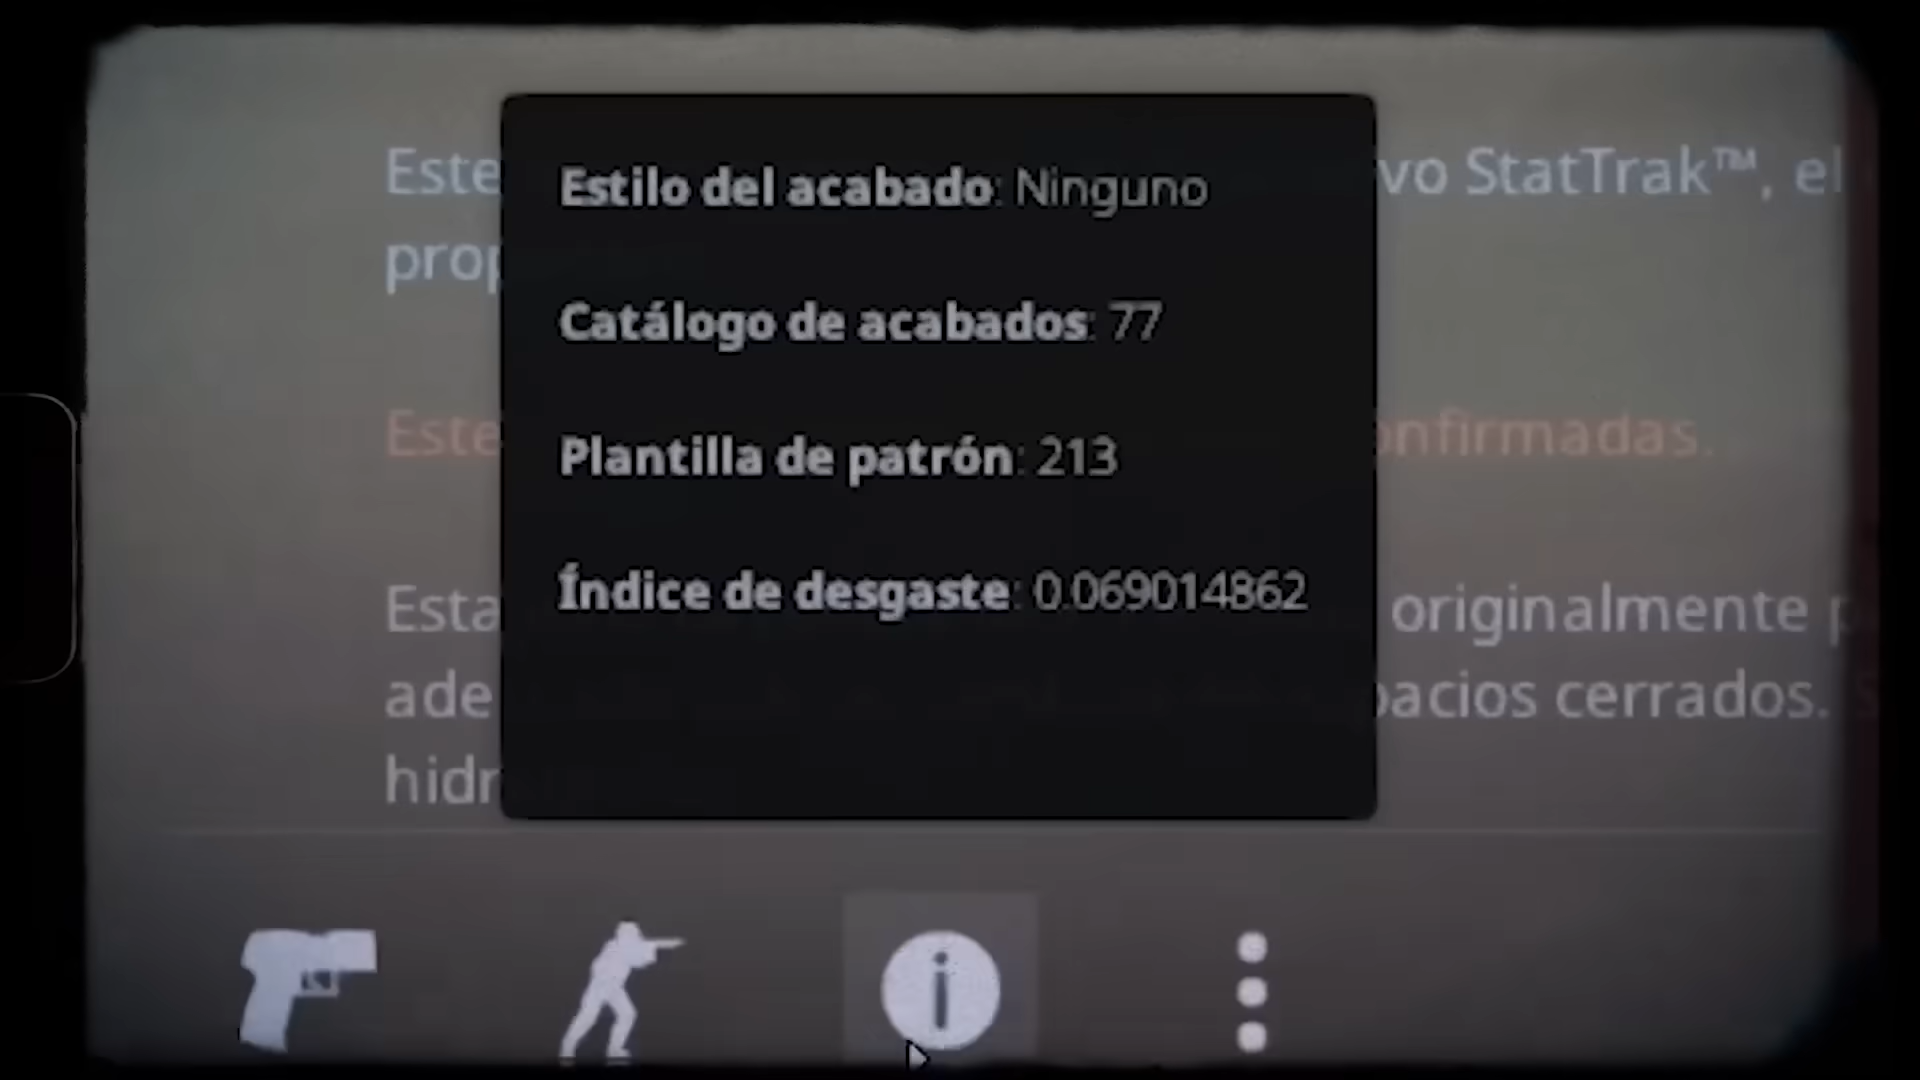 Este vo StatTrak™, el
prop
Estilo del acabado: Ninguno
Catálogo de acabados: 77
Este onfirmadas.
Plantilla de patrón: 213
Índice de desgaste: 0.069014862
Esta originalmente p
ade pacios cerrados.
hidr